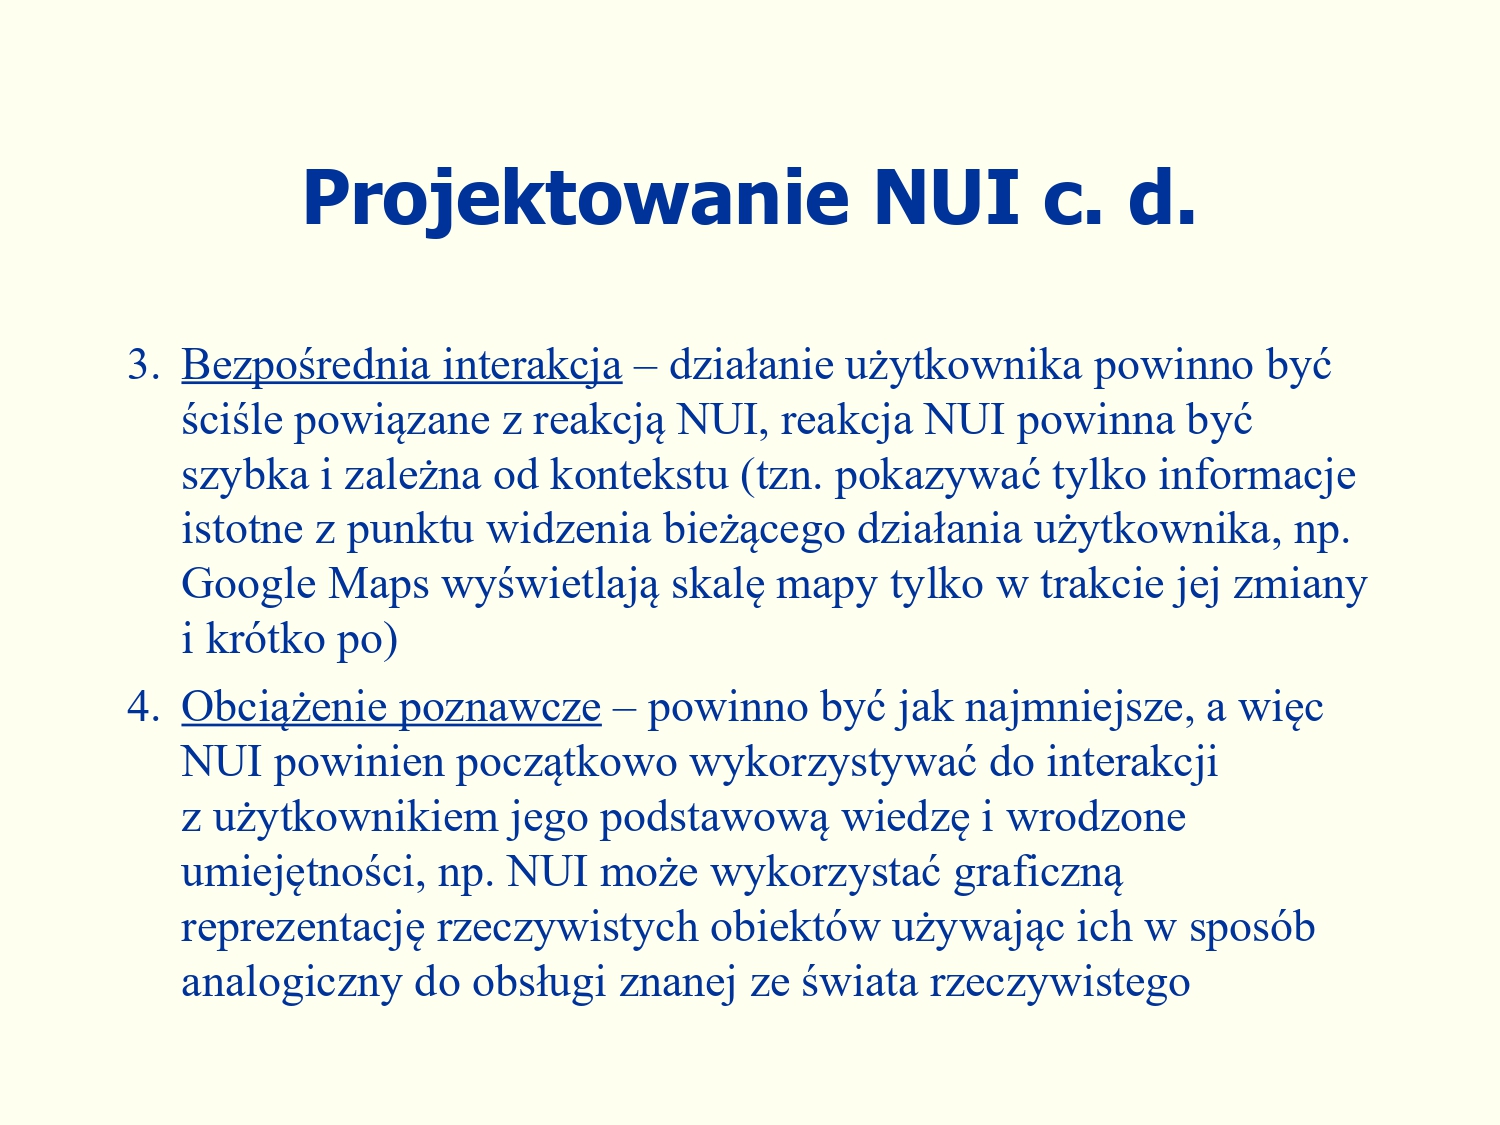 Projektowanie NUI c. d.
3. Bezpośrednia interakcja – działanie użytkownika powinno być
ściśle powiązane z reakcją NUI, reakcja NUI powinna być
szybka i zależna od kontekstu (tzn. pokazywać tylko informacje
istotne z punktu widzenia bieżącego działania użytkownika, np.
Google Maps wyświetlają skalę mapy tylko w trakcie jej zmiany
i krótko po)
4. Obciążenie poznawcze – powinno być jak najmniejsze, a więc
NUI powinien początkowo wykorzystywać do interakcji
z użytkownikiem jego podstawową wiedzę i wrodzone
umiejętności, np. NUI może wykorzystać graficzną
reprezentację rzeczywistych obiektów używając ich w sposób
analogiczny do obsługi znanej ze świata rzeczywistego